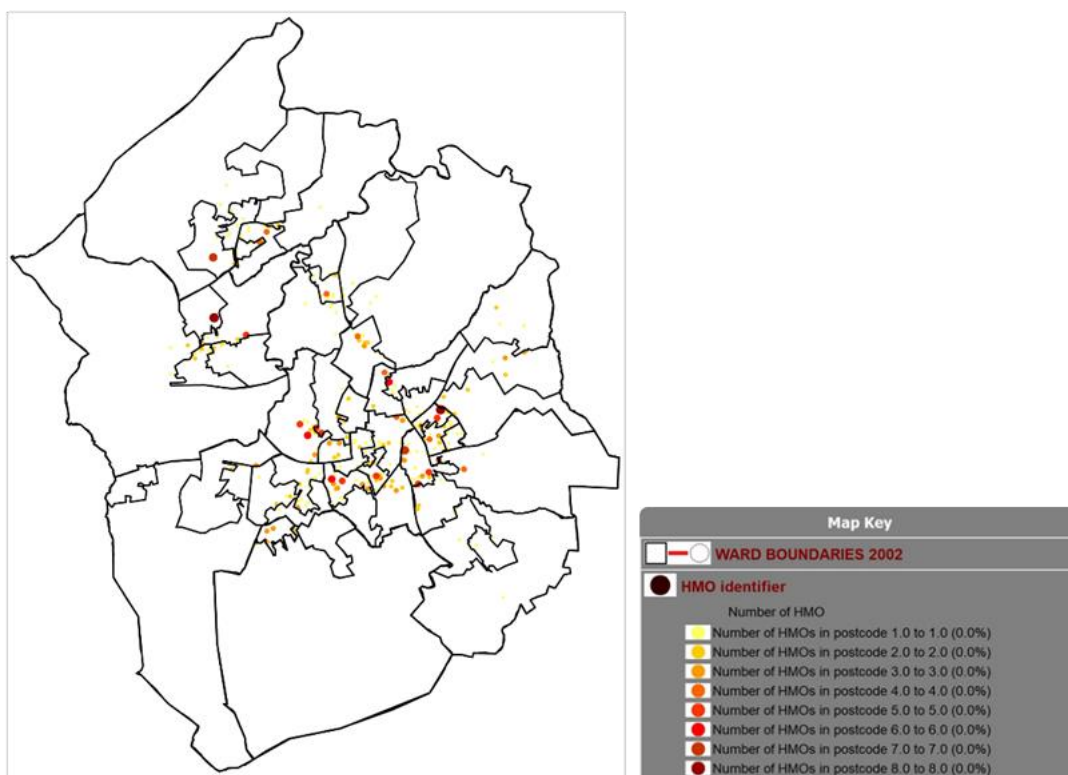 Map Key
WARD BOUNDARIES 2002
HMO identifier
Number of HMO
Number of HMOs in postcode 1.0 to 1.0 (0.0%)
Number of HMOs in postcode 2.0 to 2.0 (0.0%)
Number of HMOs in postcode 3.0 to 3.0 (0.0%)
Number of HMOs in postcode 4.0 to 4.0 (0.0%)
Number of HMOs in postcode 5.0 to 5.0 (0.0%)
Number of HMOs in postcode 6.0 to 6.0 (0.0%)
Number of HMOs in postcode 7.0 to 7.0 (0.0%)
Number of HMOs in postcode 8.0 to 8.0 (0.0%)